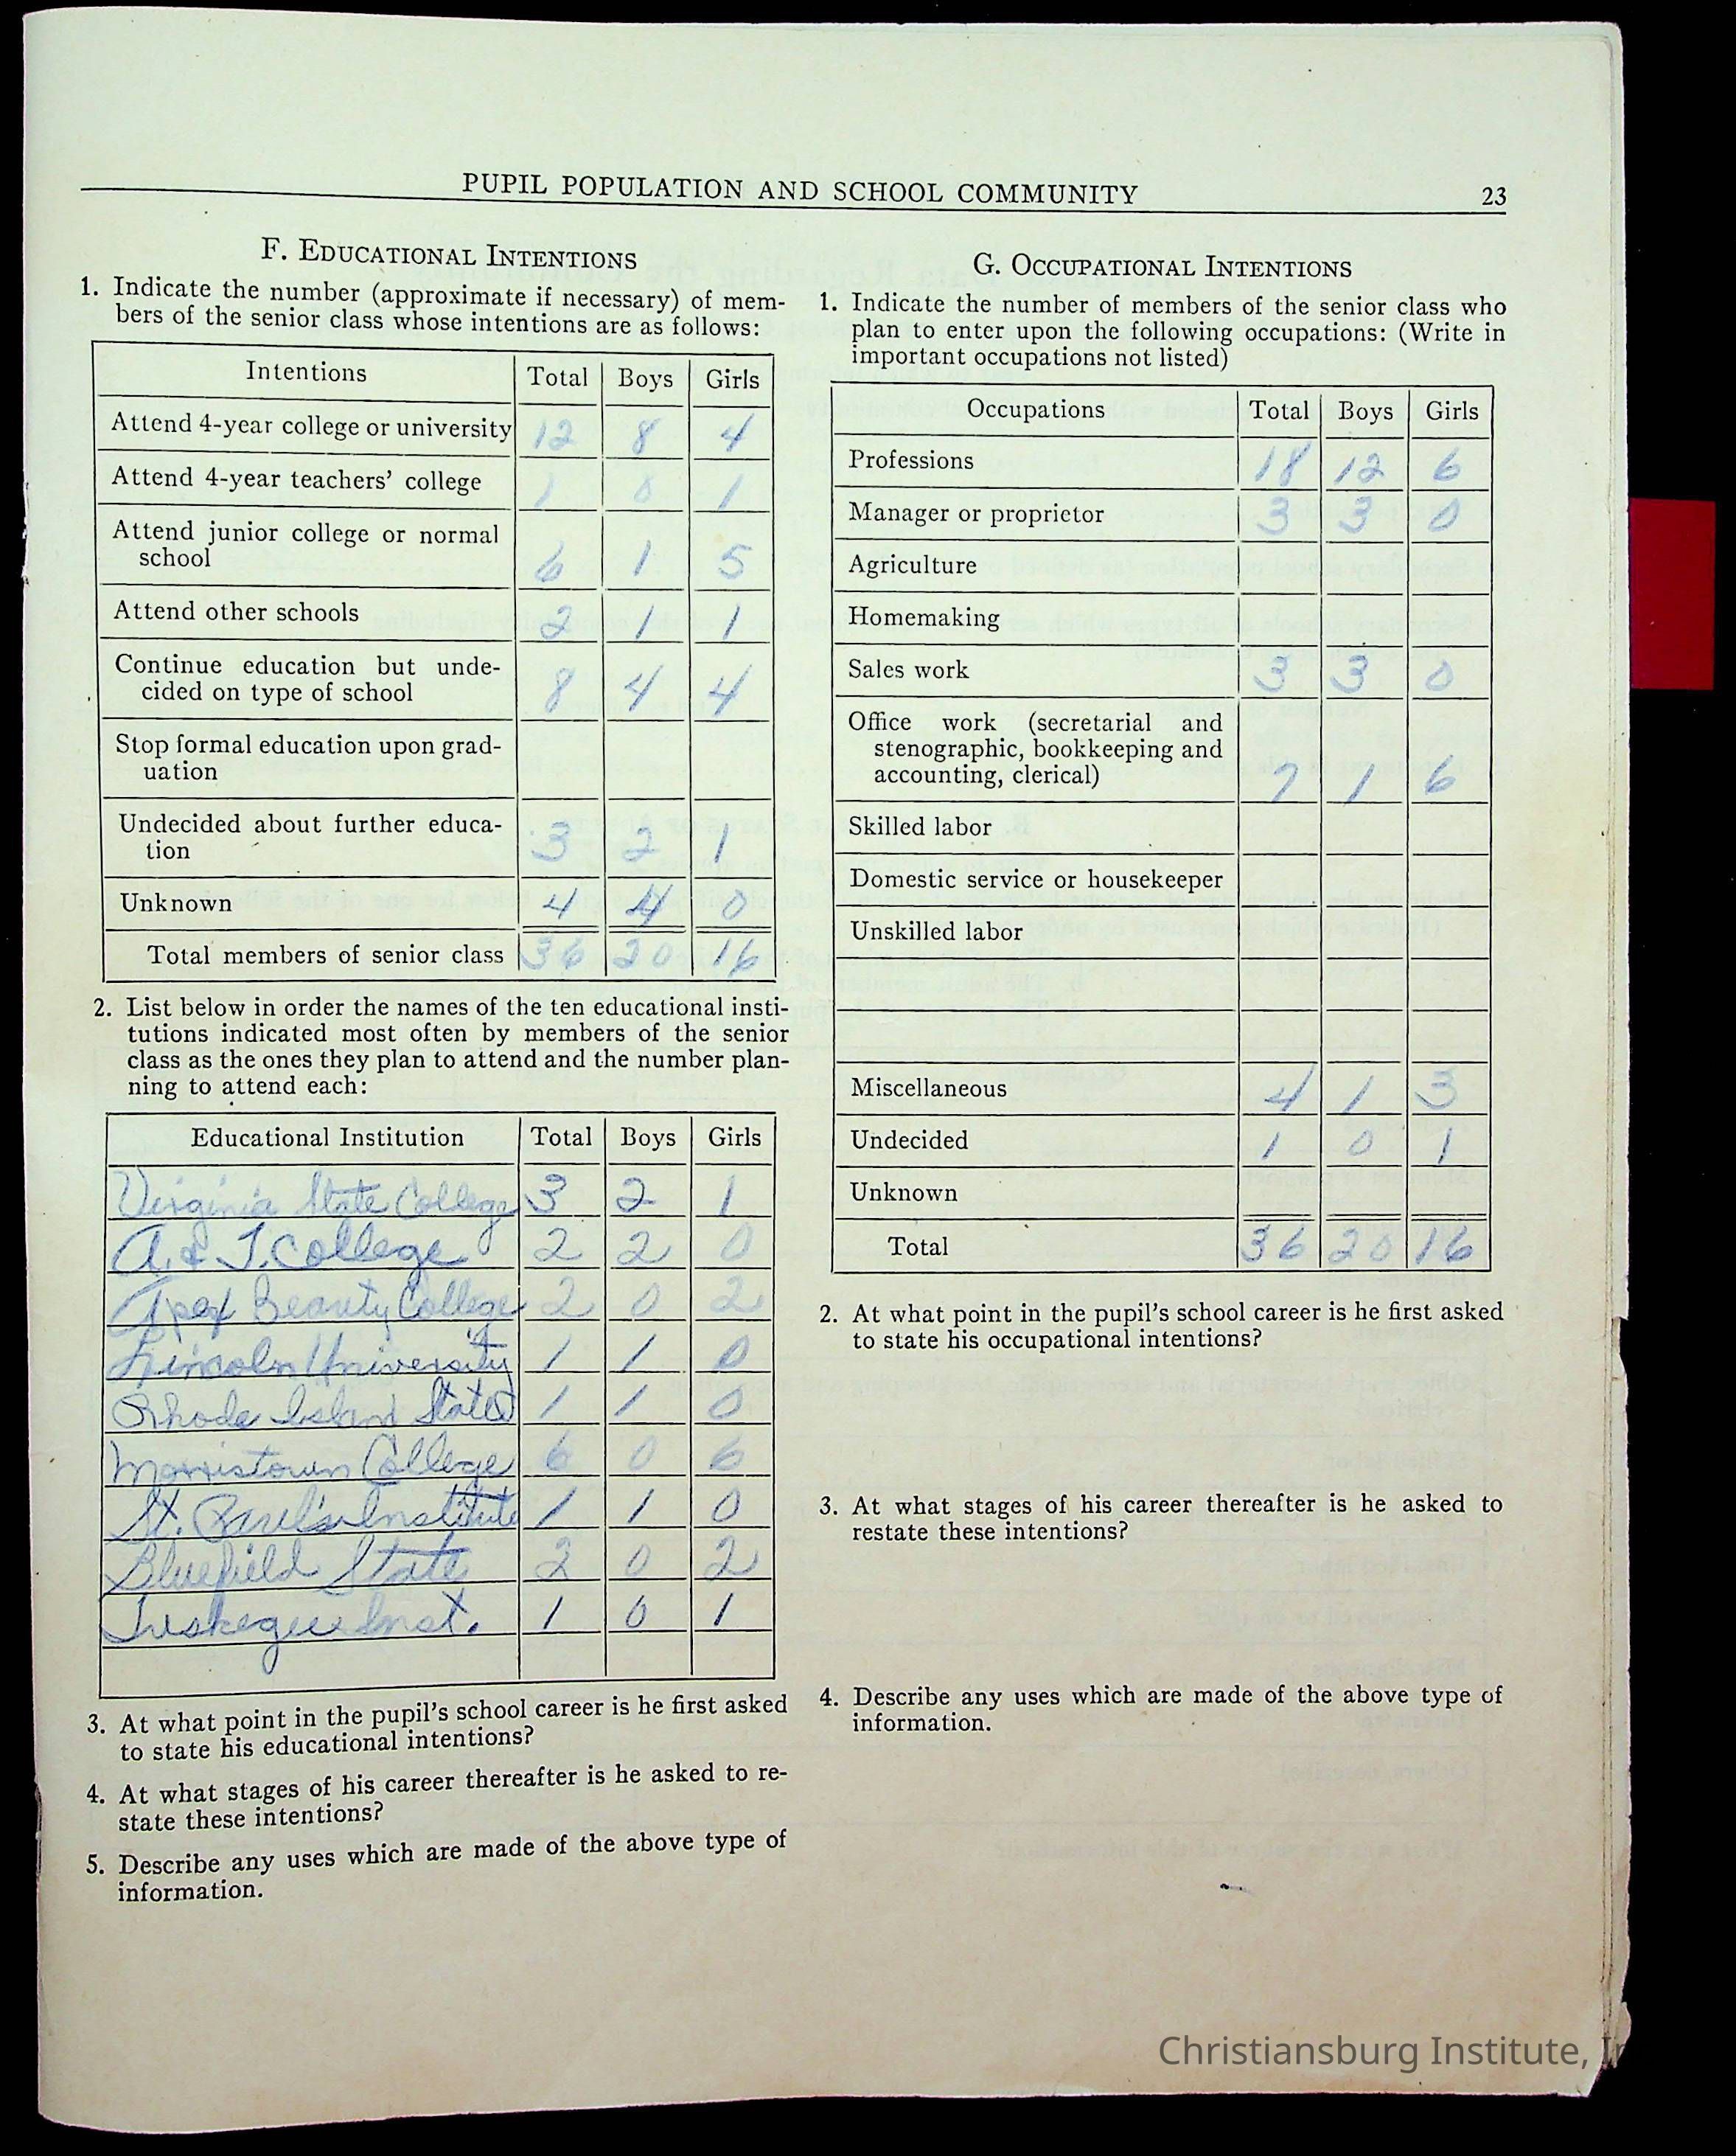 PUPIL POPULATION AND SCHOOL COMMUNITY 23
F. EDUCATIONAL INTENTIONS
1. Indicate the number (approximate if necessary) of mem-
bers of the senior class whose intentions are as follows:
Intentions Total Boys Girls
Attend 4-year college or university 12 8 4
Attend 4-year teachers' college 1 0 1
Attend junior college or normal
school 6 1 5
Attend other schools 2 1 1
Continue education but unde-
cided on type of school 8 4 4
Stop formal education upon grad-
uation
Undecided about further educa-
tion 3 2 1
Unknown 4 4 0
Total members of senior class 36 20 16
2. List below in order the names of the ten educational insti-
tutions indicated most often by members of the senior
class as the ones they plan to attend and the number plan-
ning to attend each:
Educational Institution Total Boys Girls
Virginia State College 3 2 1
A. & T. College 2 2 0
Apex Beauty College 2 0 2
Lincoln University 1 1 0
Rhode Island State 1 1 0
Morristown College 6 0 6
St. Paul's Institute 1 1 0
Bluefield State 2 0 2
Tuskegee Inst. 1 0 1
3. At what point in the pupil's school career is he first asked
to state his educational intentions?
4. At what stages of his career thereafter is he asked to re-
state these intentions?
5. Describe any uses which are made of the above type of
information.
G. OCCUPATIONAL INTENTIONS
1. Indicate the number of members of the senior class who
plan to enter upon the following occupations: (Write in
important occupations not listed)
Occupations Total Boys Girls
Professions 18 12 6
Manager or proprietor 3 3 0
Agriculture
Homemaking
Sales work 3 3 0
Office work (secretarial and
stenographic, bookkeeping and
accounting, clerical) 7 1 6
Skilled labor
Domestic service or housekeeper
Unskilled labor
Miscellaneous 4 1 3
Undecided 1 0 1
Unknown
Total 36 20 16
2. At what point in the pupil's school career is he first asked
to state his occupational intentions?
3. At what stages of his career thereafter is he asked to
restate these intentions?
4. Describe any uses which are made of the above type of
information.
Christiansburg Institute,